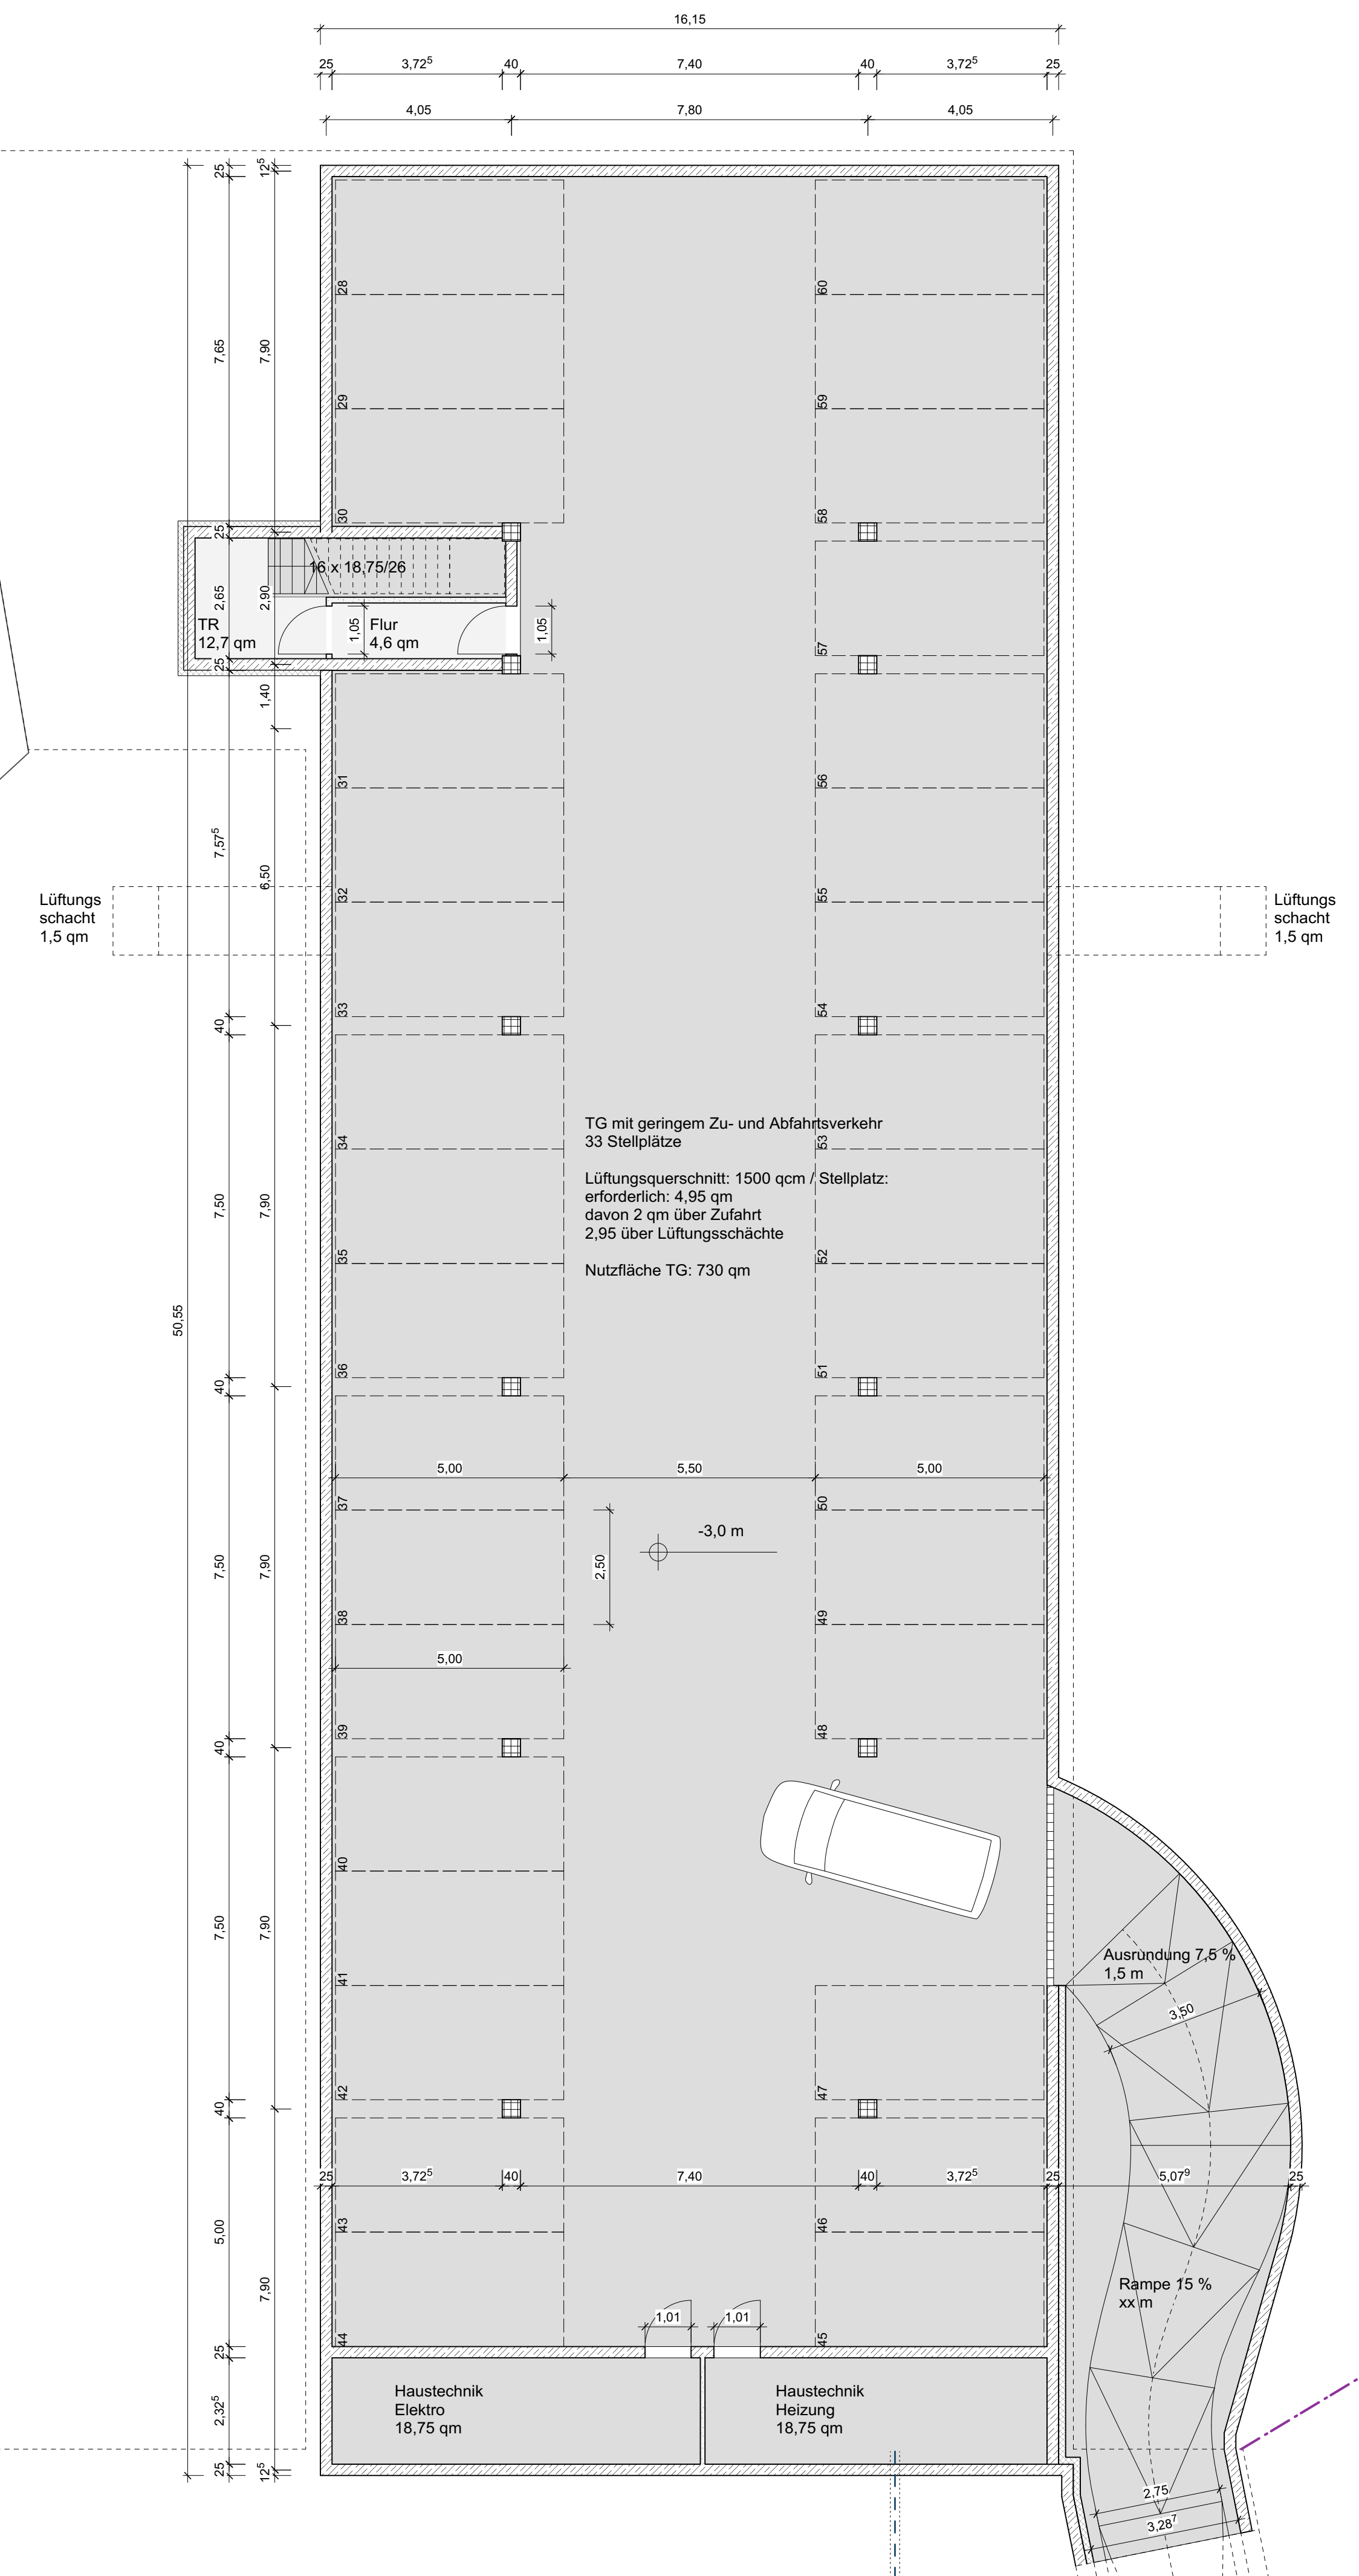 16,15
25 3,72⁵ 40 7,40 40 3,72⁵ 25
4,05 7,80 4,05
25
12⁵
7,65
7,90
28
60
29
59
30
58
25
16 x 18,75/26
2,65
2,90
TR
12,7 qm
1,05
Flur
4,6 qm
1,05
57
25
1,40
31
56
7,57⁵
6,50
32
55
Lüftungs
schacht
1,5 qm
Lüftungs
schacht
1,5 qm
33
54
40
TG mit geringem Zu- und Abfahrtsverkehr
33 Stellplätze
34
53
Lüftungsquerschnitt: 1500 qcm / Stellplatz:
erforderlich: 4,95 qm
davon 2 qm über Zufahrt
2,95 über Lüftungsschächte
7,50
7,90
35
52
Nutzfläche TG: 730 qm
50,55
36
51
40
5,00 5,50 5,00
37
50
-3,0 m
7,50
7,90
2,50
38
49
5,00
39
48
40
40
7,50
7,90
Ausrundung 7,5 %
1,5 m
41
3,50
42
47
40
25 3,72⁵ 40 7,40 40 3,72⁵ 25 5,07⁹ 25
43
46
5,00
7,90
Rampe 15 %
xx m
1,01 1,01
44
45
25
Haustechnik
Elektro
18,75 qm
Haustechnik
Heizung
18,75 qm
2,32⁵
25
12⁵
2,75
3,28⁷